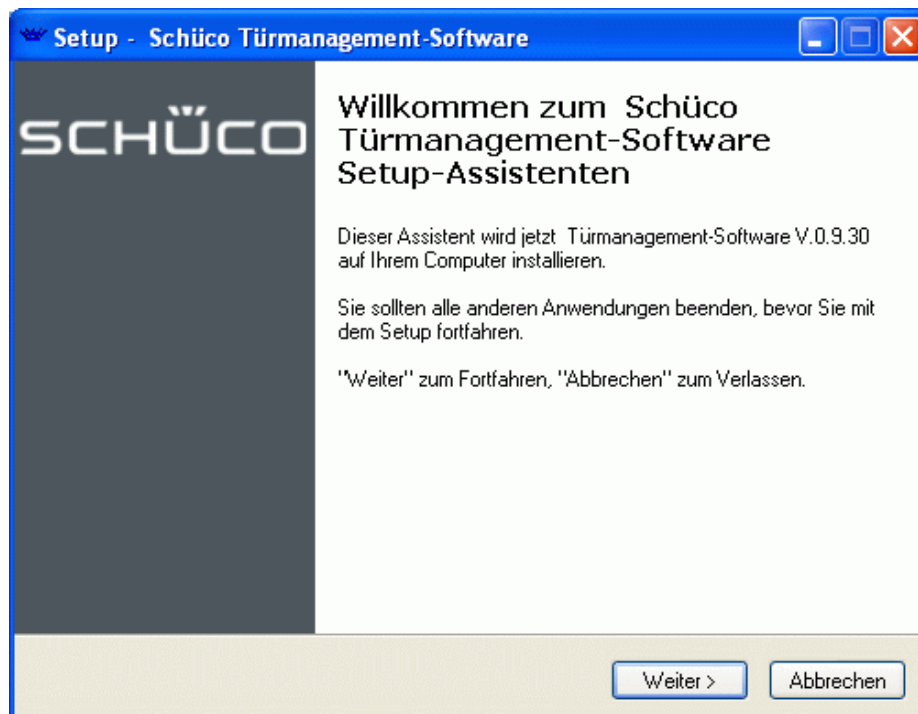 Setup - Schüco Türmanagement-Software
SCHÜCO
Willkommen zum Schüco
Türmanagement-Software
Setup-Assistenten
Dieser Assistent wird jetzt Türmanagement-Software V.0.9.30
auf Ihrem Computer installieren.
Sie sollten alle anderen Anwendungen beenden, bevor Sie mit
dem Setup fortfahren.
"Weiter" zum Fortfahren, "Abbrechen" zum Verlassen.
Weiter >
Abbrechen